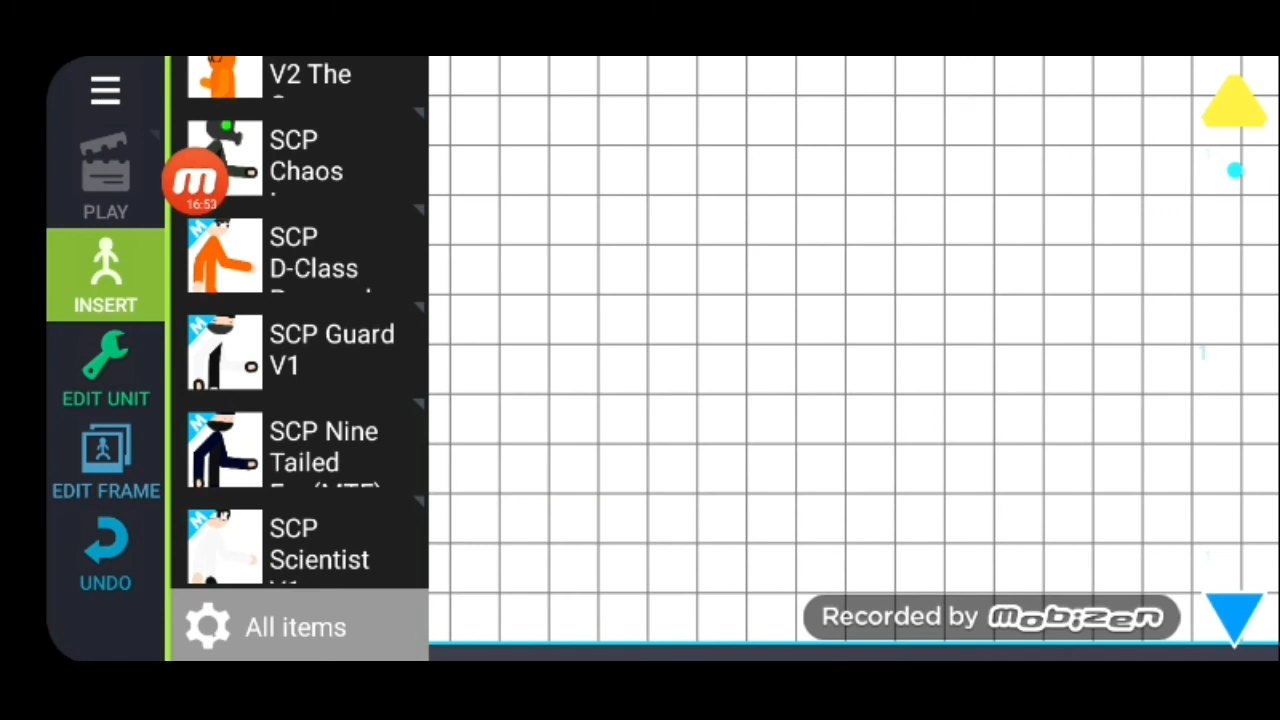 V2 The
SCP
Chaos
16:53
PLAY
SCP
D-Class
INSERT
SCP Guard
V1
EDIT UNIT
SCP Nine
Tailed
EDIT FRAME
SCP
Scientist
UNDO
All items
Recorded by mobizen
1